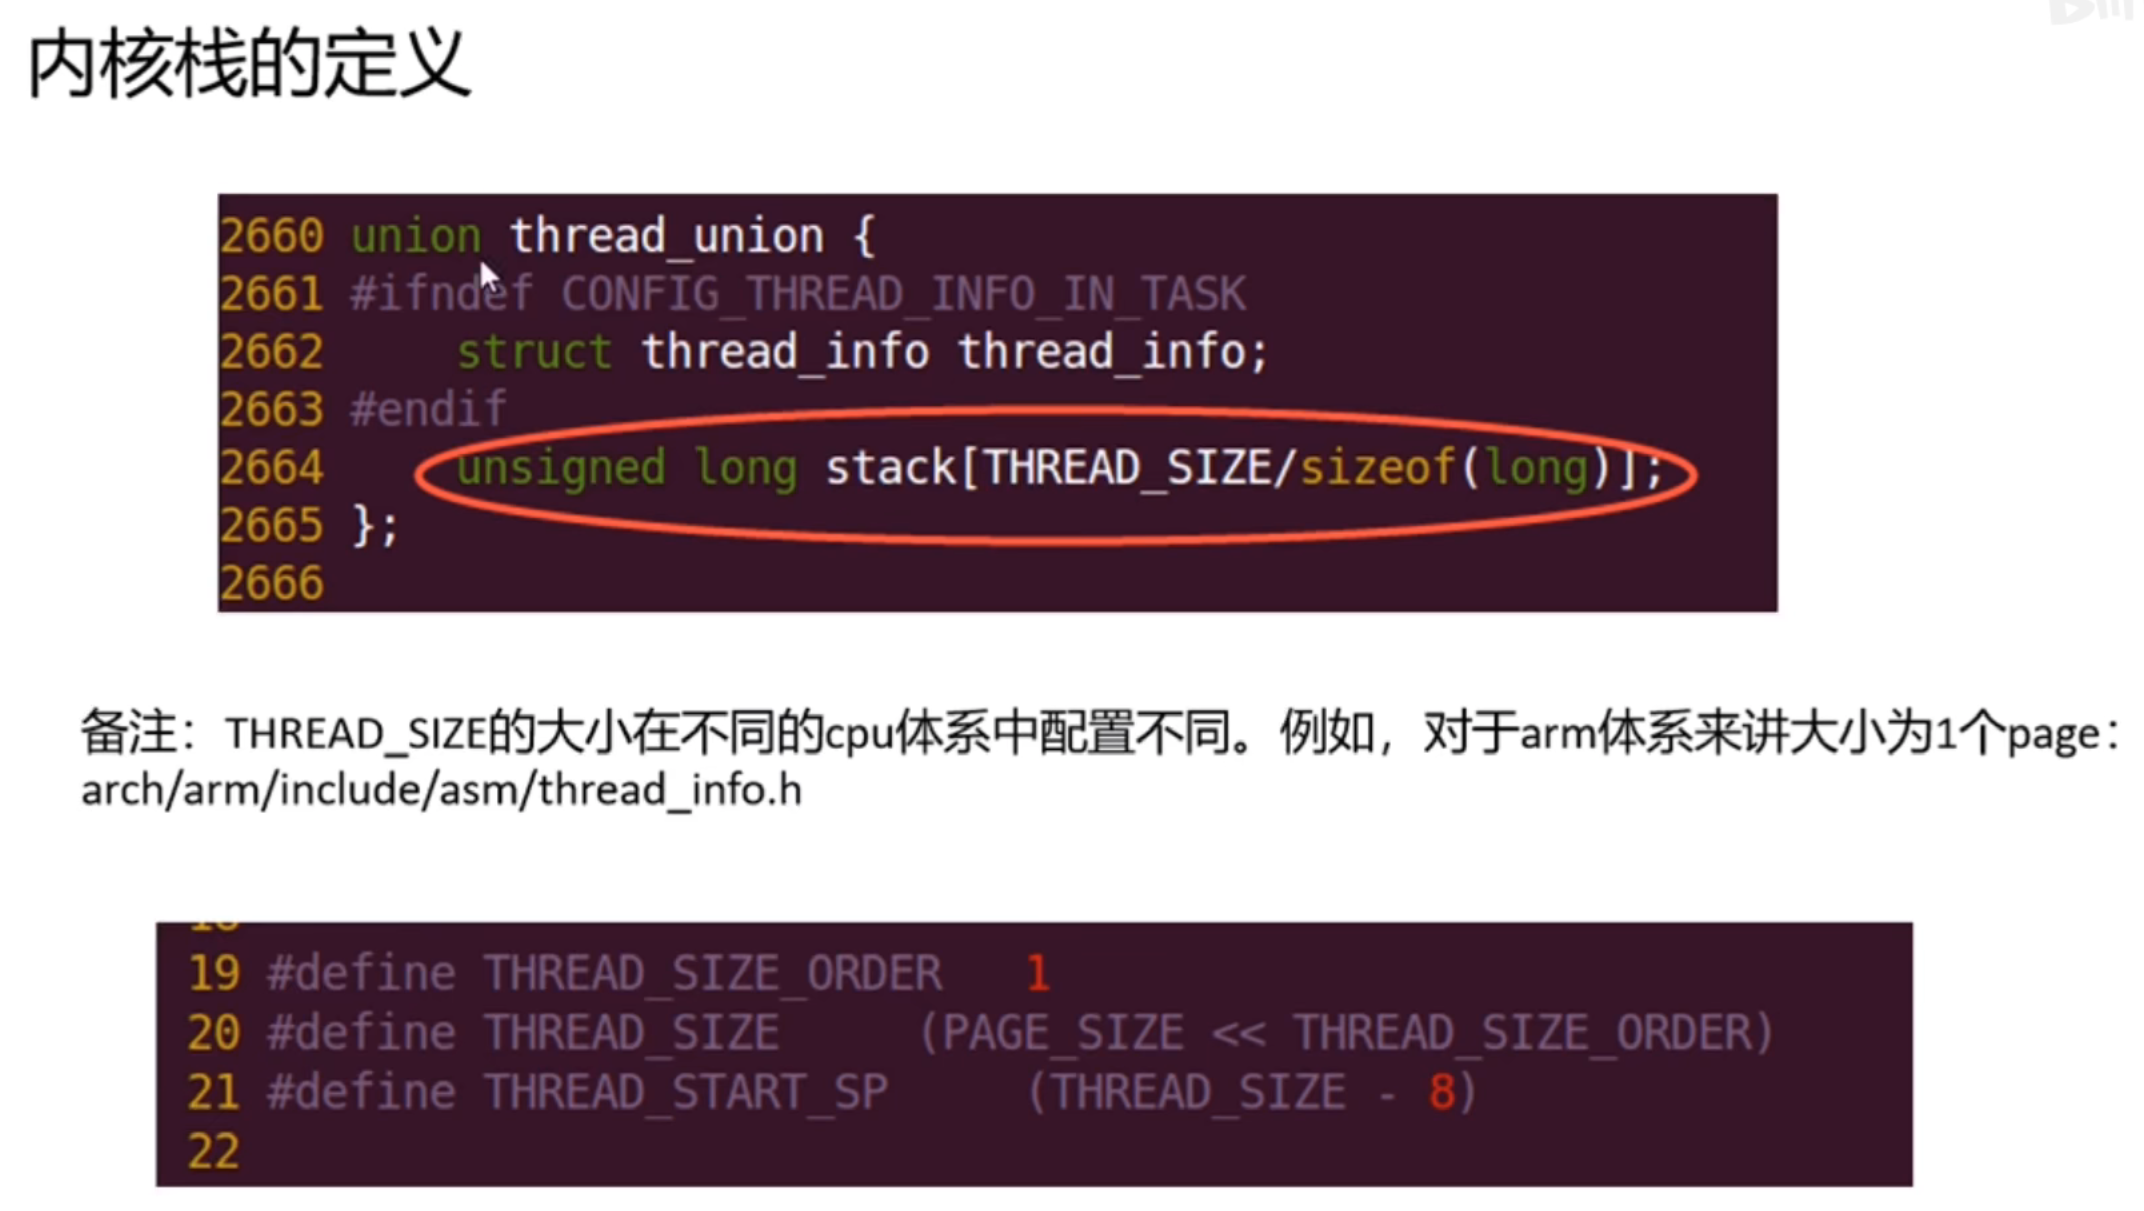 内核栈的定义
2660 union thread_union {
2661 #ifndef CONFIG_THREAD_INFO_IN_TASK
2662     struct thread_info thread_info;
2663 #endif
2664     unsigned long stack[THREAD_SIZE/sizeof(long)];
2665 };
2666
备注：THREAD_SIZE的大小在不同的cpu体系中配置不同。例如，对于arm体系来讲大小为1个page：
arch/arm/include/asm/thread_info.h
19 #define THREAD_SIZE_ORDER   1
20 #define THREAD_SIZE     (PAGE_SIZE << THREAD_SIZE_ORDER)
21 #define THREAD_START_SP     (THREAD_SIZE - 8)
22